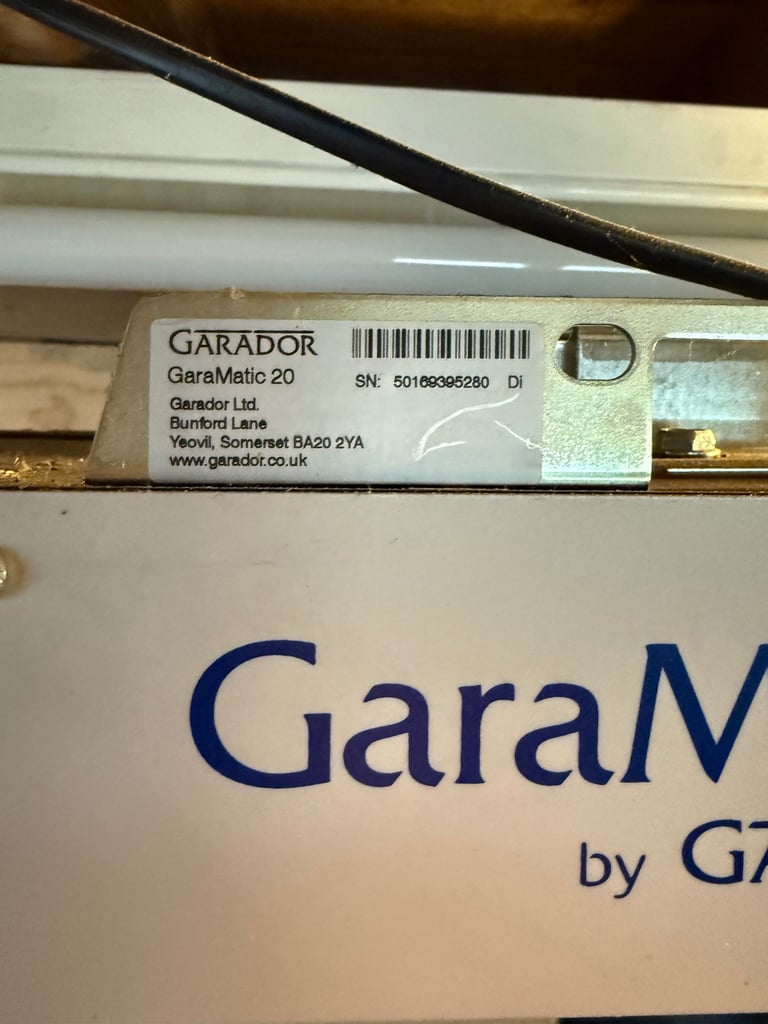 GARADOR
GaraMatic 20
SN: 50169395280 Di
Garador Ltd.
Bunford Lane
Yeovil, Somerset BA20 2YA
www.garador.co.uk
GaraM
by GA